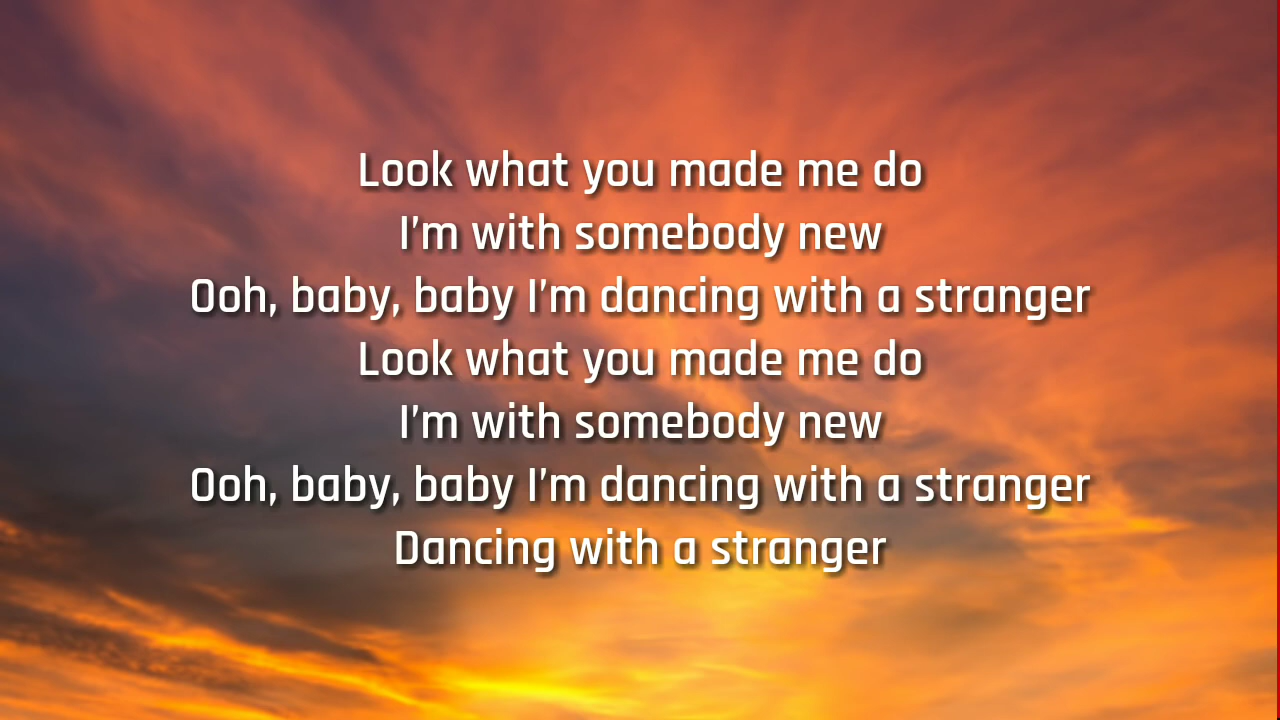 Look what you made me do
I'm with somebody new
Ooh, baby, baby I'm dancing with a stranger
Look what you made me do
I'm with somebody new
Ooh, baby, baby I'm dancing with a stranger
Dancing with a stranger